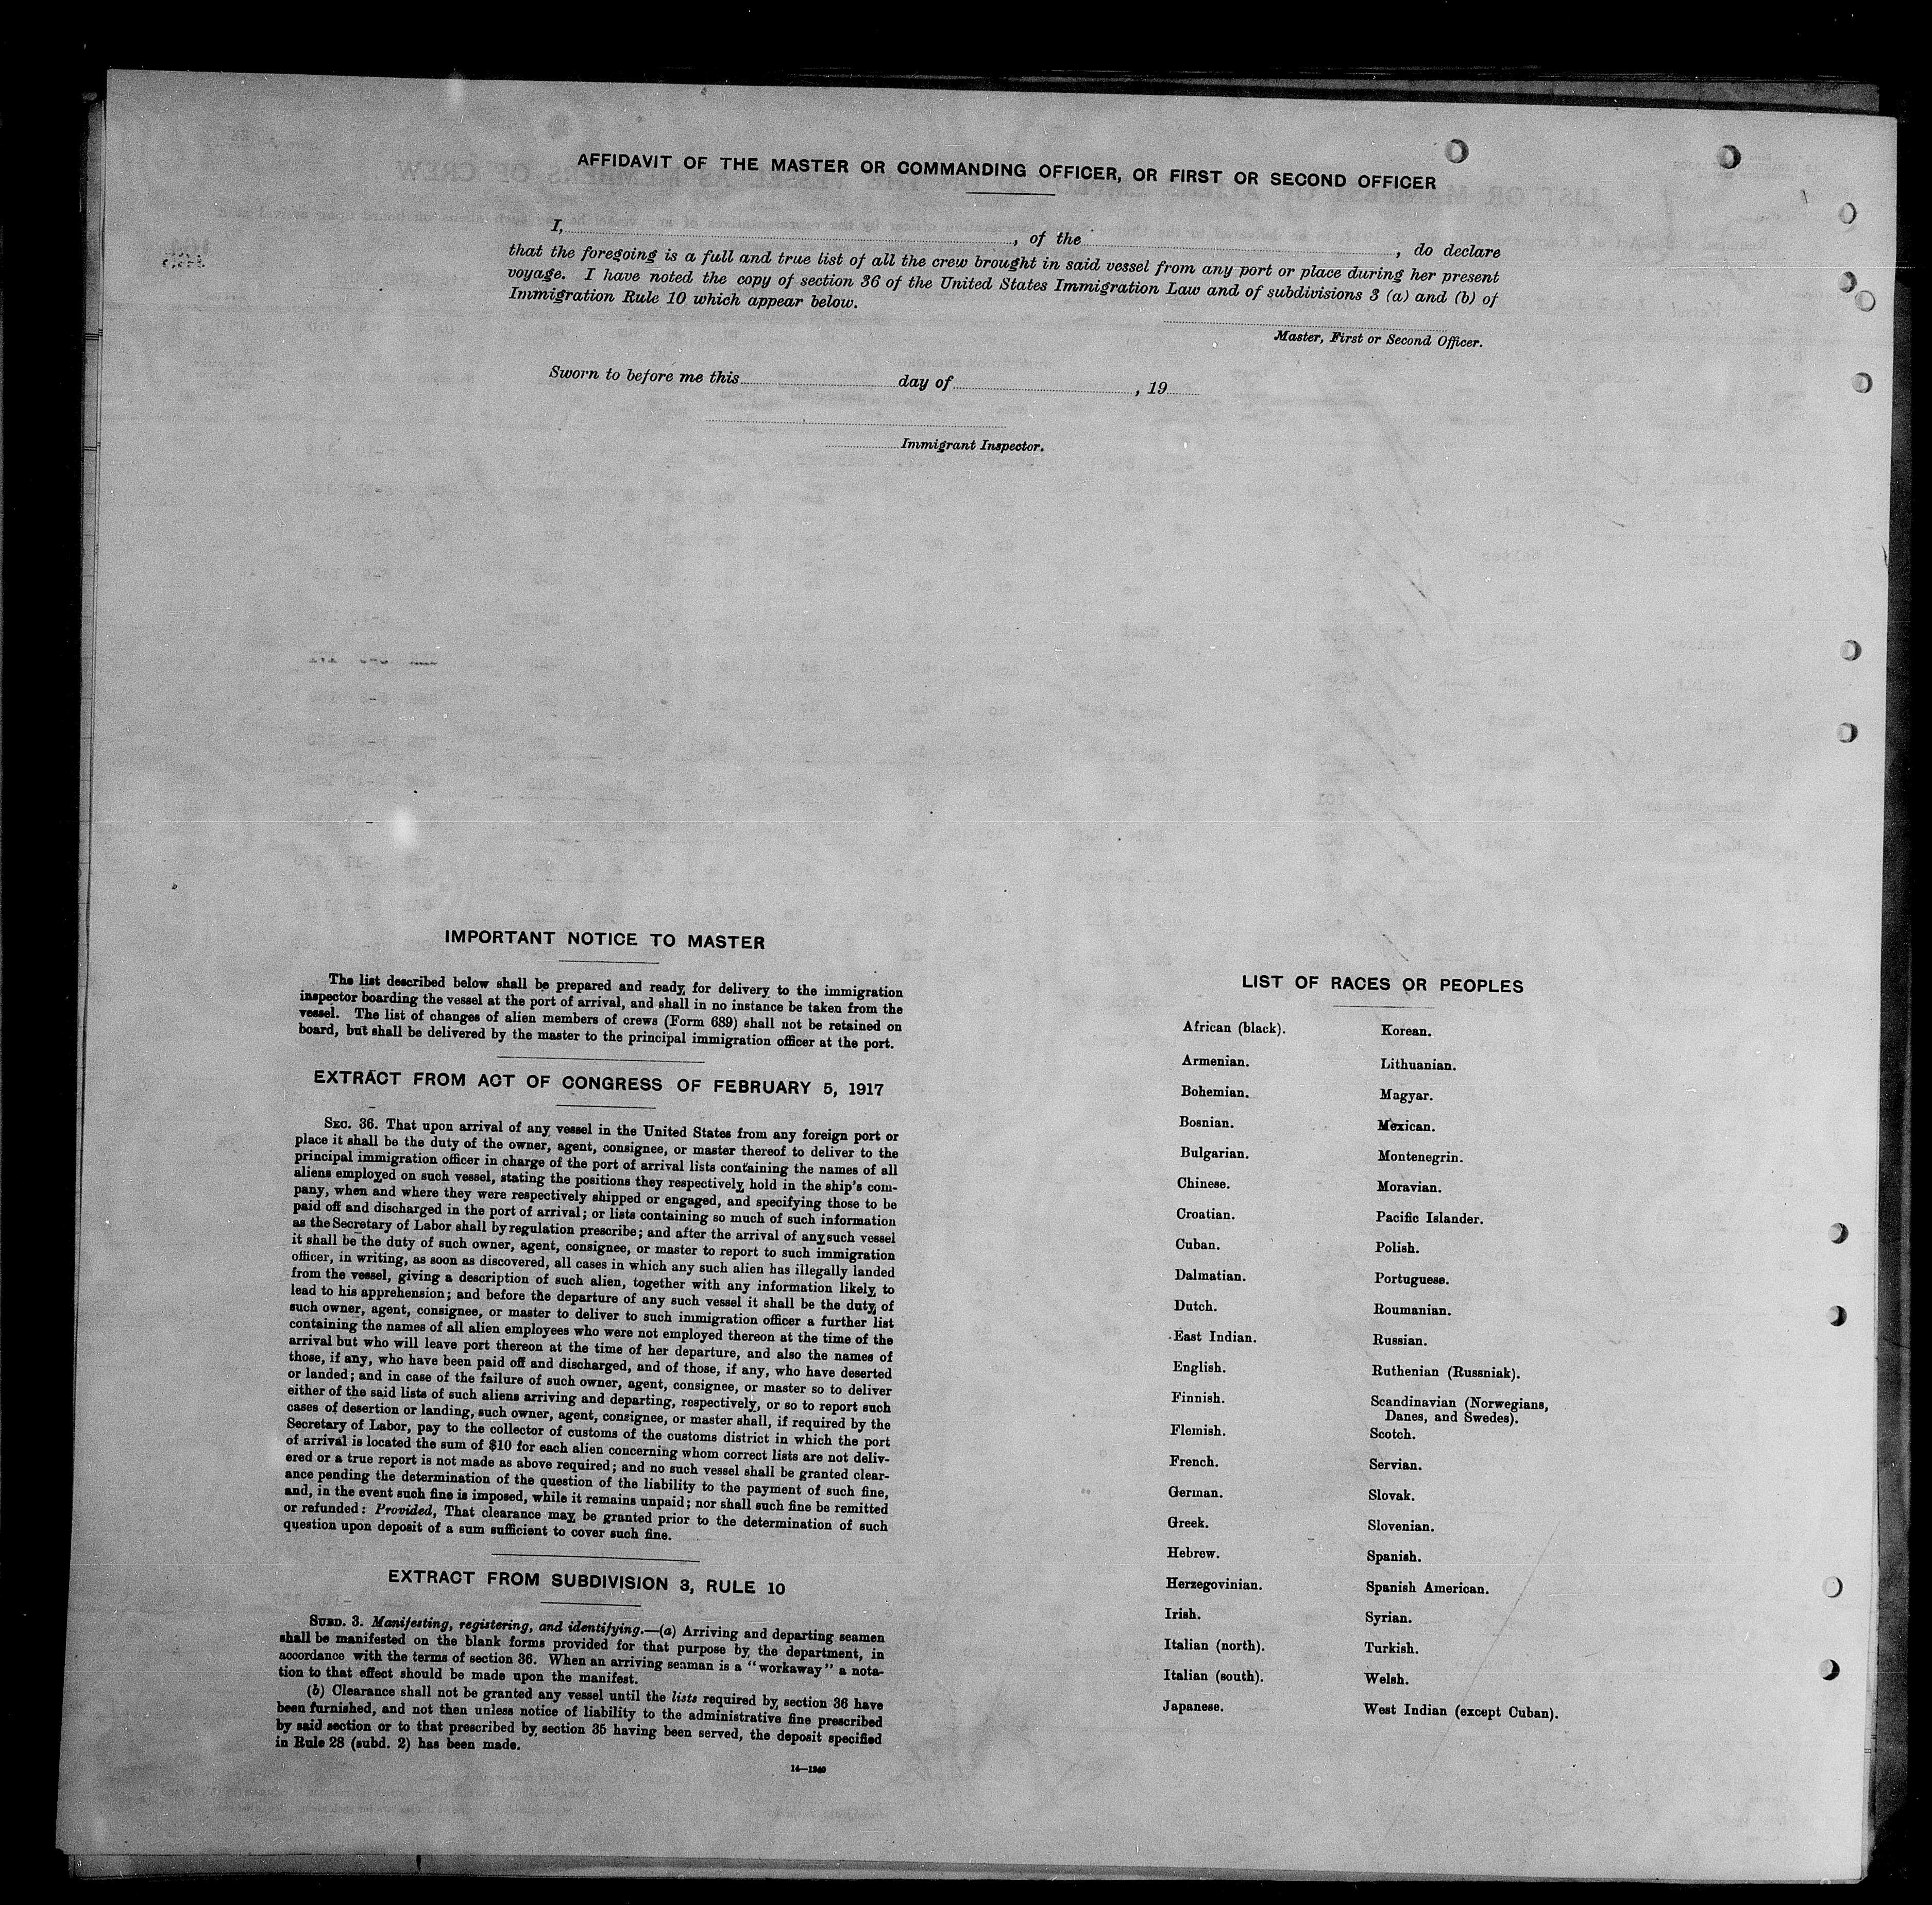 AFFIDAVIT OF THE MASTER OR COMMANDING OFFICER, OR FIRST OR SECOND OFFICER
I, , of the , do declare
that the foregoing is a full and true list of all the crew brought in said vessel from any port or place during her present
voyage. I have noted the copy of section 36 of the United States Immigration Law and of subdivisions 3 (a) and (b) of
Immigration Rule 10 which appear below.
Master, First or Second Officer.
Sworn to before me this day of , 19
Immigrant Inspector.
IMPORTANT NOTICE TO MASTER
The list described below shall be prepared and ready for delivery to the immigration
inspector boarding the vessel at the port of arrival, and shall in no instance be taken from the
vessel. The list of changes of alien members of crews (Form 689) shall not be retained on
board, but shall be delivered by the master to the principal immigration officer at the port.
EXTRACT FROM ACT OF CONGRESS OF FEBRUARY 5, 1917
SEC. 36. That upon arrival of any vessel in the United States from any foreign port or
place it shall be the duty of the owner, agent, consignee, or master thereof to deliver to the
principal immigration officer in charge of the port of arrival lists containing the names of all
aliens employed on such vessel, stating the positions they respectively hold in the ship's com-
pany, when and where they were respectively shipped or engaged, and specifying those to be
paid off and discharged in the port of arrival; or lists containing so much of such information
as the Secretary of Labor shall by regulation prescribe; and after the arrival of any such vessel
it shall be the duty of such owner, agent, consignee, or master to report to such immigration
officer, in writing, as soon as discovered, all cases in which any such alien has illegally landed
from the vessel, giving a description of such alien, together with any information likely to
lead to his apprehension; and before the departure of any such vessel it shall be the duty of
such owner, agent, consignee, or master to deliver to such immigration officer a further list
containing the names of all alien employees who were not employed thereon at the time of the
arrival but who will leave port thereon at the time of her departure, and also the names of
those, if any, who have been paid off and discharged, and of those, if any, who have deserted
or landed; and in case of the failure of such owner, agent, consignee, or master so to deliver
either of the said lists of such aliens arriving and departing, respectively, or so to report such
cases of desertion or landing, such owner, agent, consignee, or master shall, if required by the
Secretary of Labor, pay to the collector of customs of the customs district in which the port
of arrival is located the sum of $10 for each alien concerning whom correct lists are not deliv-
ered or a true report is not made as above required; and no such vessel shall be granted clear-
ance pending the determination of the question of the liability to the payment of such fine,
and, in the event such fine is imposed, while it remains unpaid; nor shall such fine be remitted
or refunded: Provided, That clearance may be granted prior to the determination of such
question upon deposit of a sum sufficient to cover such fine.
EXTRACT FROM SUBDIVISION 3, RULE 10
SUBD. 3. Manifesting, registering, and identifying.—(a) Arriving and departing seamen
shall be manifested on the blank forms provided for that purpose by the department, in
accordance with the terms of section 36. When an arriving seaman is a "workaway" a nota-
tion to that effect should be made upon the manifest.
(b) Clearance shall not be granted any vessel until the lists required by section 36 have
been furnished, and not then unless notice of liability to the administrative fine prescribed
by said section or to that prescribed by section 35 having been served, the deposit specified
in Rule 28 (subd. 2) has been made.
14—1240
LIST OF RACES OR PEOPLES
African (black).
Armenian.
Bohemian.
Bosnian.
Bulgarian.
Chinese.
Croatian.
Cuban.
Dalmatian.
Dutch.
East Indian.
English.
Finnish.
Flemish.
French.
German.
Greek.
Hebrew.
Herzegovinian.
Irish.
Italian (north).
Italian (south).
Japanese.
Korean.
Lithuanian.
Magyar.
Mexican.
Montenegrin.
Moravian.
Pacific Islander.
Polish.
Portuguese.
Roumanian.
Russian.
Ruthenian (Russniak).
Scandinavian (Norwegians,
Danes, and Swedes).
Scotch.
Servian.
Slovak.
Slovenian.
Spanish.
Spanish American.
Syrian.
Turkish.
Welsh.
West Indian (except Cuban).